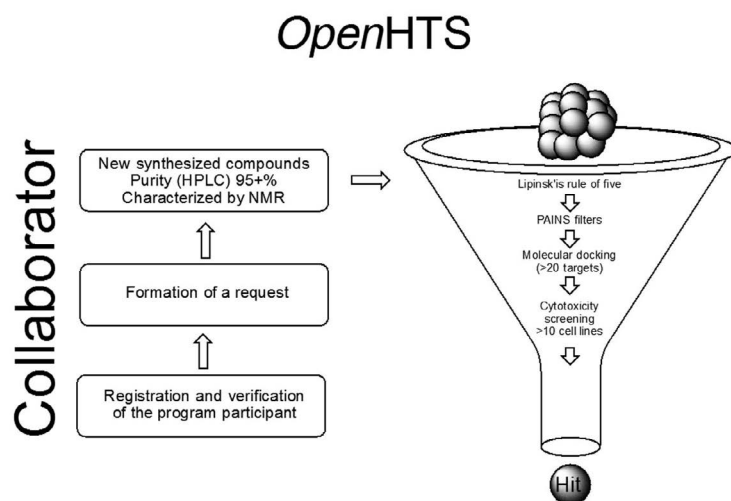 OpenHTS
Collaborator
New synthesized compounds
Purity (HPLC) 95+%
Characterized by NMR
Formation of a request
Registration and verification
of the program participant
Lipinsk'is rule of five
PAINS filters
Molecular docking
(>20 targets)
Cytotoxicity
screening
>10 cell lines
Hit